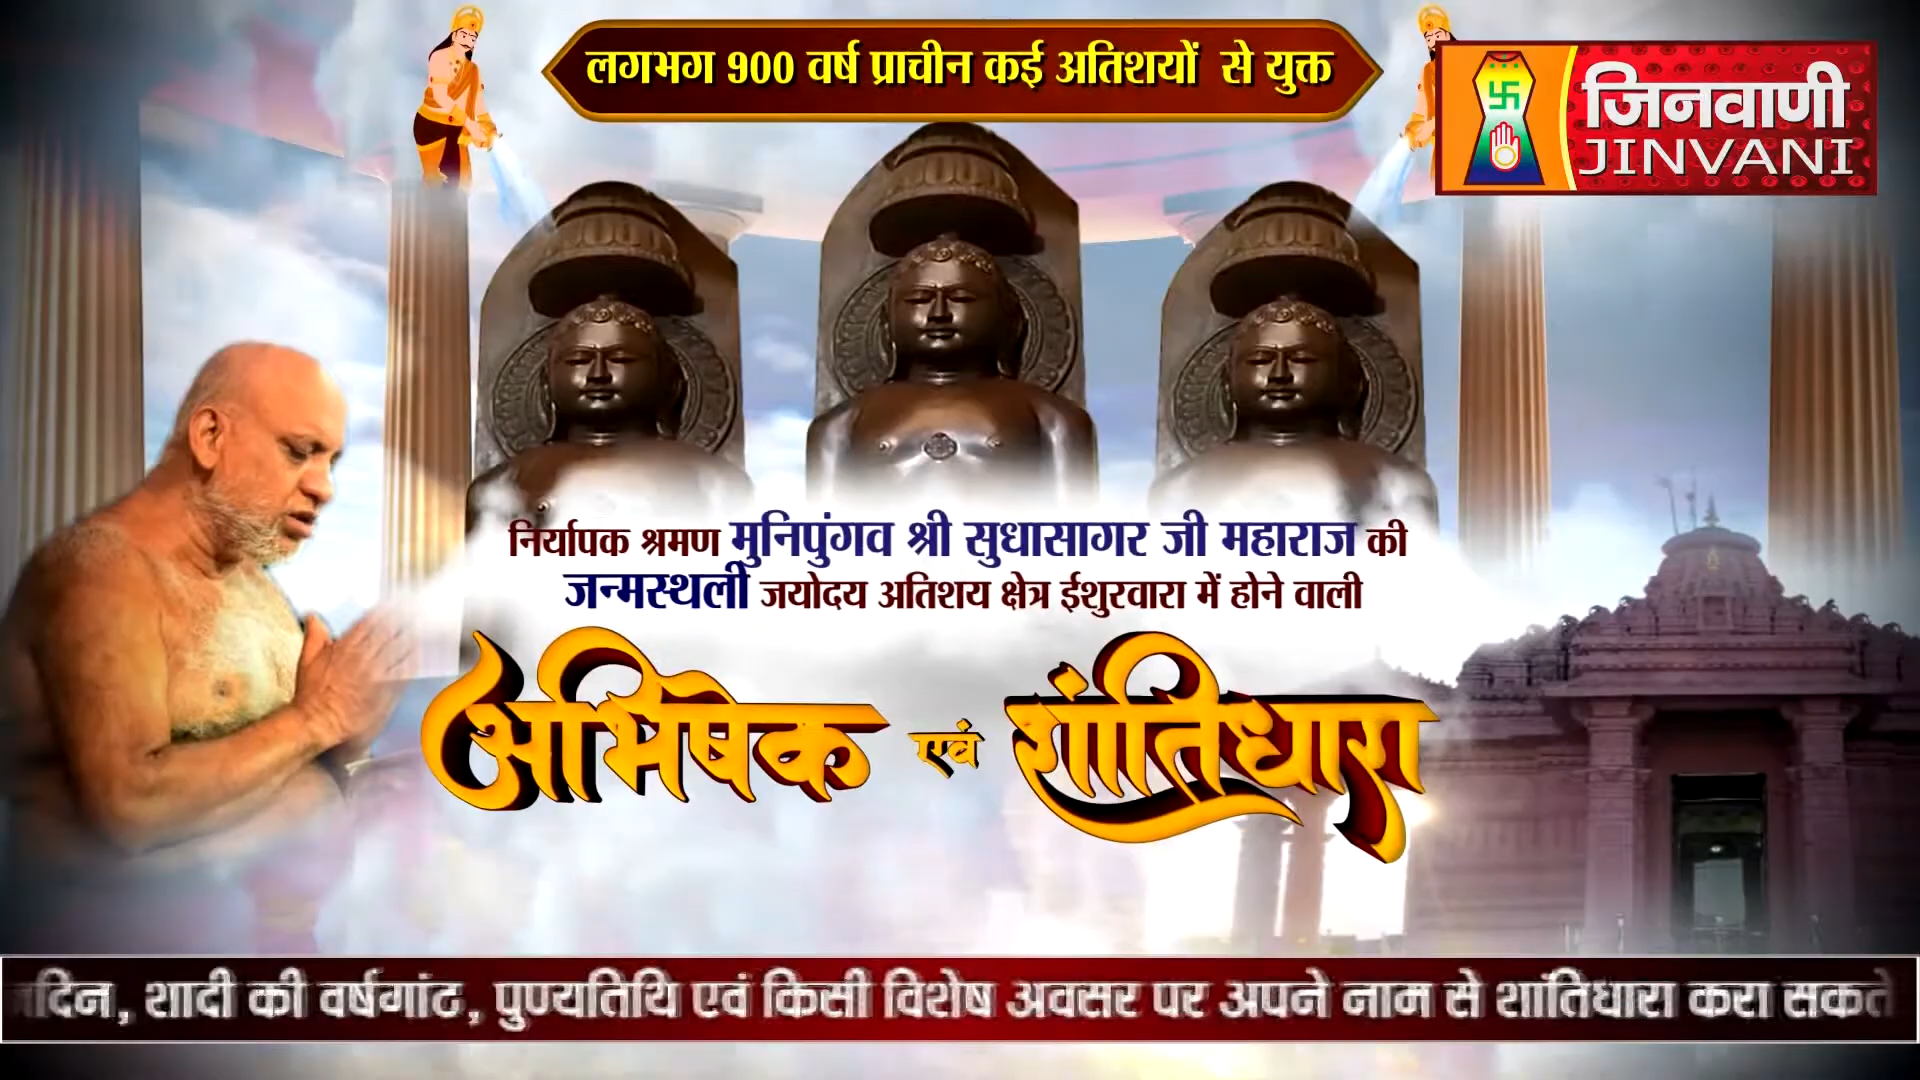 लगभग 900 वर्ष प्राचीन कई अतिशयों से युक्त
जिनवाणी
JINVANI
निर्यापक श्रमण मुनिपुंगव श्री सुधासागर जी महाराज की
जन्मस्थली जयोदय अतिशय क्षेत्र ईशुरवारा में होने वाली
अभिषेक एवं शांतिधारा
शादी की वर्षगांठ, पुण्यतिथि एवं किसी विशेष अवसर पर अपने नाम से शांतिधारा करा सकते